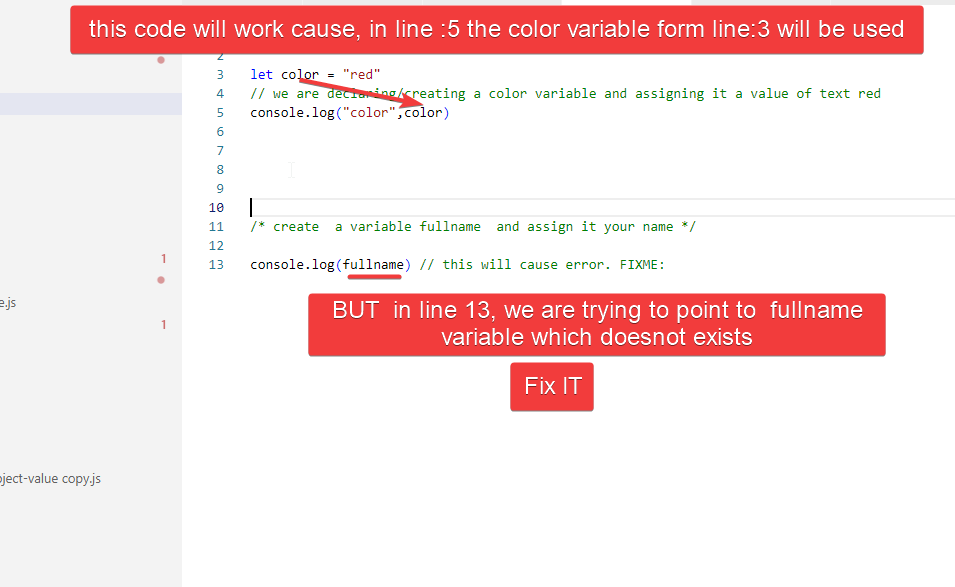 this code will work cause, in line :5 the color variable form line:3 will be used
2
3 let color = "red"
4 // we are declaring/creating a color variable and assigning it a value of text red
5 console.log("color",color)
6
7
8
9
10
11 /* create  a variable fullname  and assign it your name */
12
13 console.log(fullname) // this will cause error. FIXME:
1
e.js
1
BUT  in line 13, we are trying to point to  fullname
variable which doesnot exists
Fix IT
ject-value copy.js